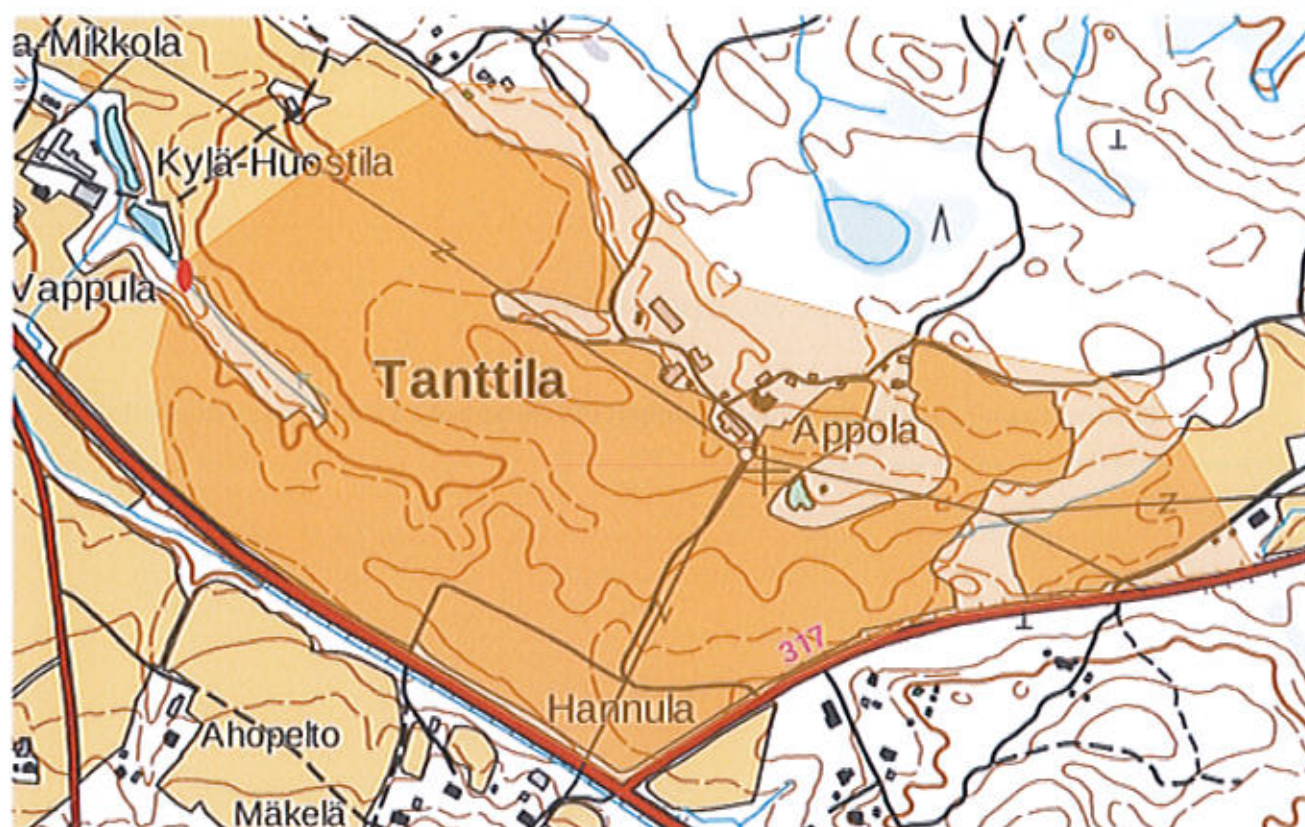 a-Mikkola
Kylä-Huostila
Vappula
Tanttila
Appola
317
Hannula
Ahopelto
Mäkelä